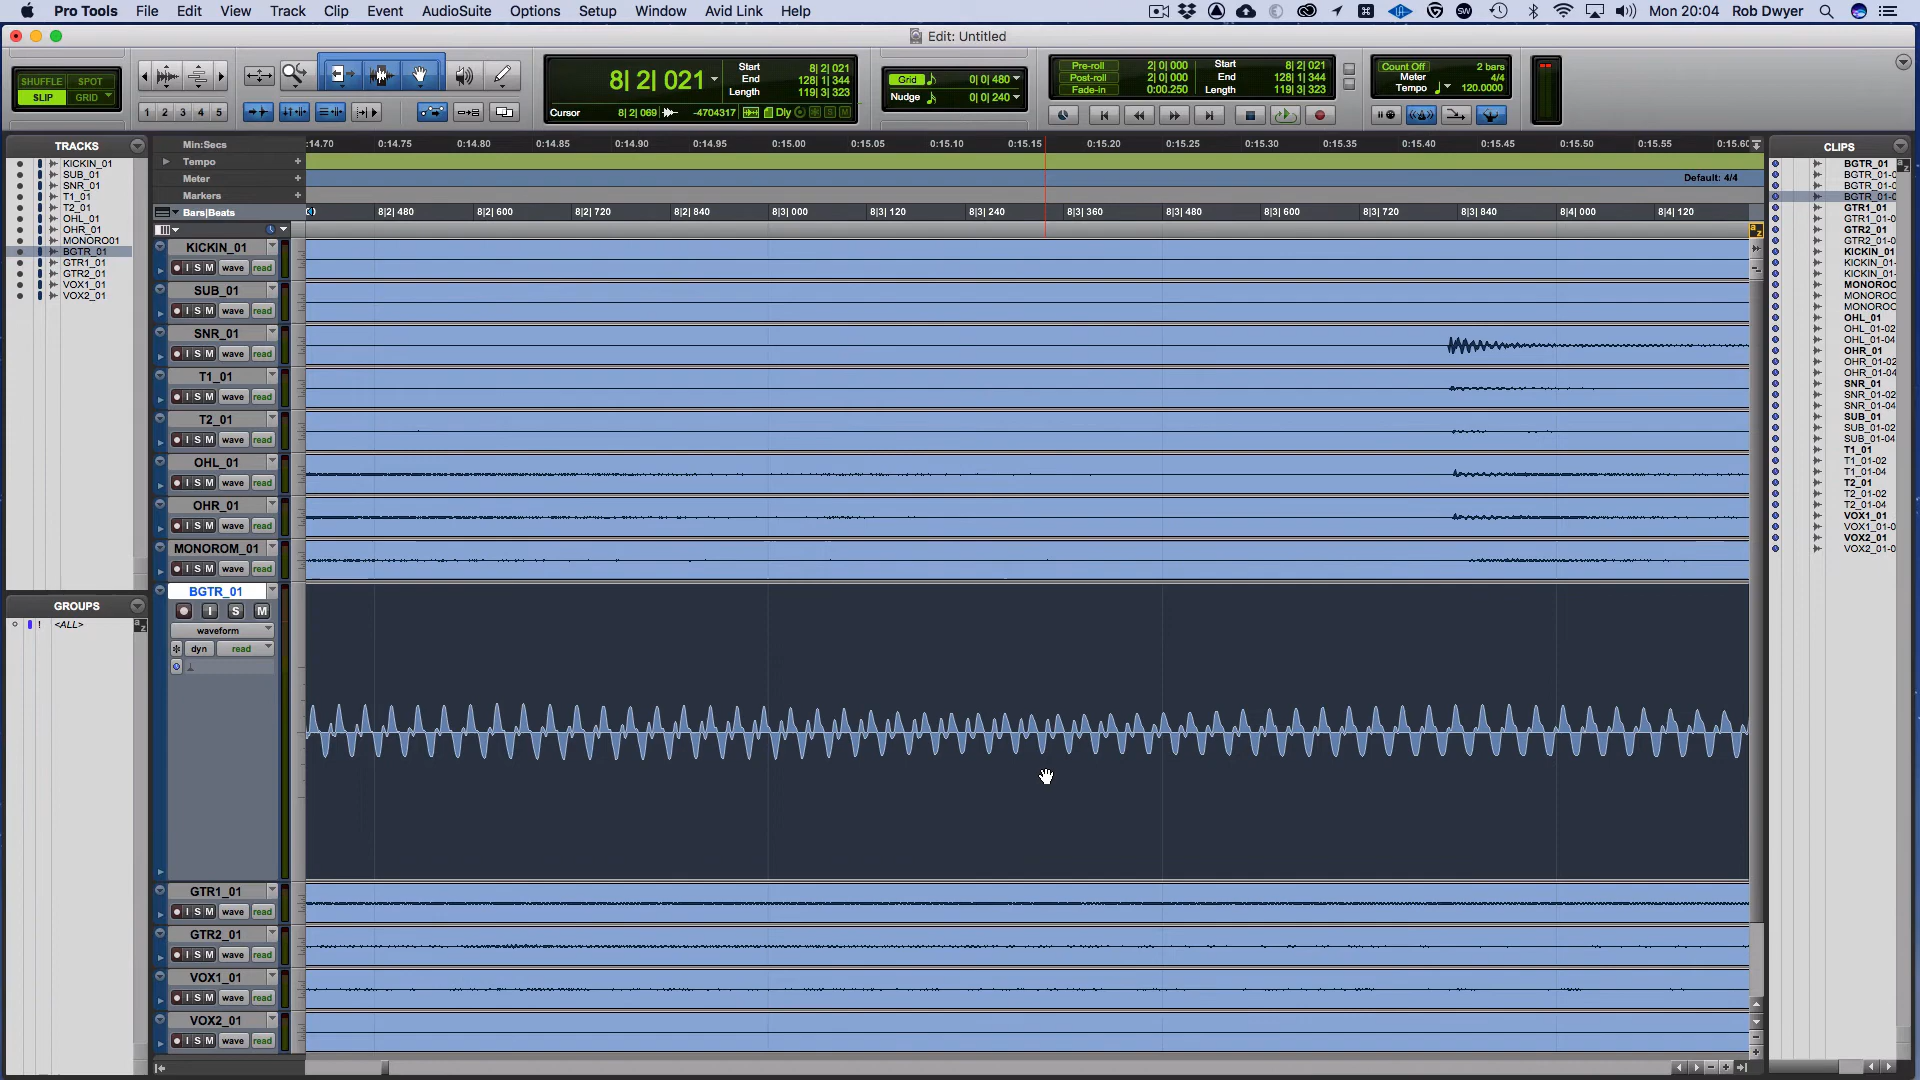 Pro Tools File Edit View Track Clip Event AudioSuite Options Setup Window Avid Link Help Mon 20:04 Rob Dwyer
Edit: Untitled
SHUFFLE SPOT
SLIP GRID
1 2 3 4 5
8| 2| 021
Start 8| 2| 021
End 128| 1| 344
Length 119| 3| 323
Cursor 8| 2| 069 -4704317 Dly S M
Grid 0| 0| 480
Nudge 0| 0| 240
Pre-roll 2| 0| 000
Post-roll 2| 0| 000
Fade-in 0:00.250
Start 8| 2| 021
End 128| 1| 344
Length 119| 3| 323
Count Off 2 bars
Meter 4/4
Tempo 120.0000
TRACKS
KICKIN_01
SUB_01
SNR_01
T1_01
T2_01
OHL_01
OHR_01
MONORO01
BGTR_01
GTR1_01
GTR2_01
VOX1_01
VOX2_01
GROUPS
! <ALL>
Min:Secs :14.70 0:14.75 0:14.80 0:14.85 0:14.90 0:14.95 0:15.00 0:15.05 0:15.10 0:15.15 0:15.20 0:15.25 0:15.30 0:15.35 0:15.40 0:15.45 0:15.50 0:15.55 0:15.60
Tempo
Meter Default: 4/4
Markers
Bars|Beats 8|2| 480 8|2| 600 8|2| 720 8|2| 840 8|3| 000 8|3| 120 8|3| 240 8|3| 360 8|3| 480 8|3| 600 8|3| 720 8|3| 840 8|4| 000 8|4| 120
KICKIN_01
I S M wave read
SUB_01
I S M wave read
SNR_01
I S M wave read
T1_01
I S M wave read
T2_01
I S M wave read
OHL_01
I S M wave read
OHR_01
I S M wave read
MONOROM_01
I S M wave read
BGTR_01
I S M
waveform
dyn read
GTR1_01
I S M wave read
GTR2_01
I S M wave read
VOX1_01
I S M wave read
VOX2_01
I S M wave read
CLIPS
BGTR_01
BGTR_01-0
BGTR_01-0
BGTR_01-0
GTR1_01
GTR1_01-0
GTR2_01
GTR2_01-0
KICKIN_01
KICKIN_01-
KICKIN_01-
MONOROO
MONOROO
MONOROO
OHL_01
OHL_01-02
OHL_01-04
OHR_01
OHR_01-02
OHR_01-04
SNR_01
SNR_01-02
SNR_01-04
SUB_01
SUB_01-02
SUB_01-04
T1_01
T1_01-02
T1_01-04
T2_01
T2_01-02
T2_01-04
VOX1_01
VOX1_01-0
VOX2_01
VOX2_01-0